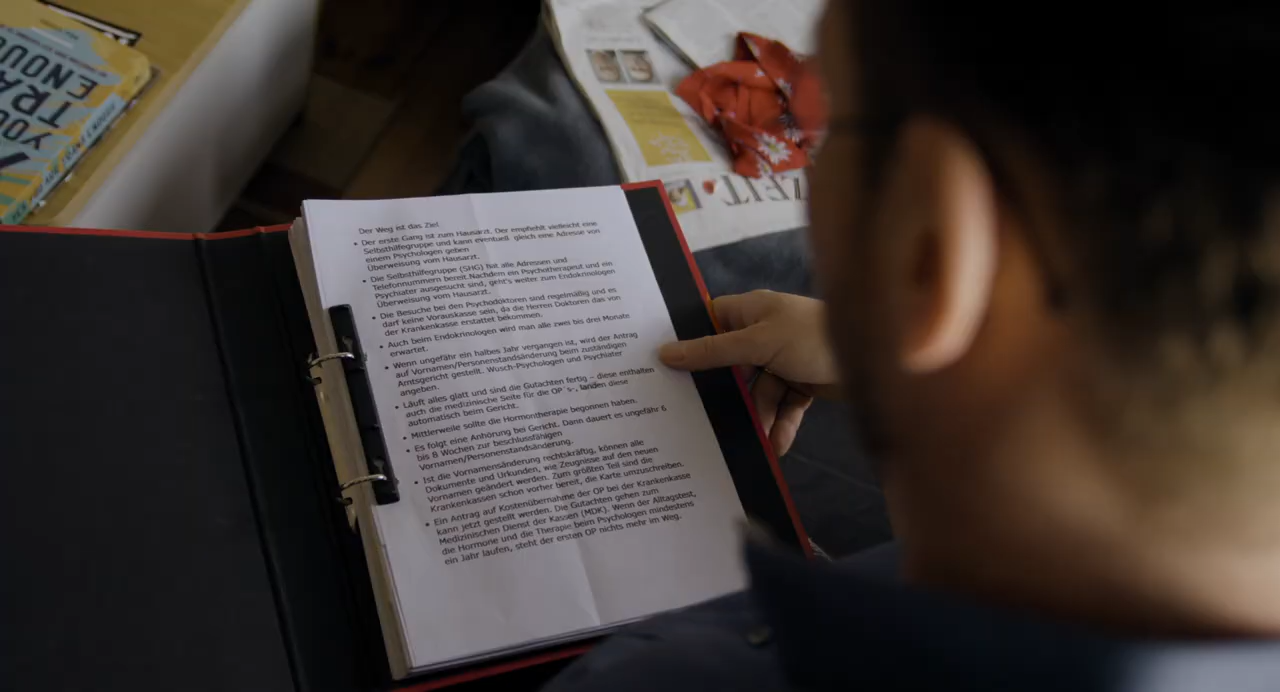 YOU
TRA
ENOU
ZEIT
Der Weg ist das Ziel
• Der erste Gang ist zum Hausarzt. Der empfiehlt vielleicht eine
Selbsthilfegruppe und kann eventuell gleich eine Adresse von
einem Psychologen geben
Überweisung vom Hausarzt.
• Die Selbsthilfegruppe (SHG) hat alle Adressen und
Telefonnummern bereit.Nachdem ein Psychotherapeut und ein
Psychiater ausgesucht sind, geht's weiter zum Endokrinologen
Überweisung vom Hausarzt.
• Die Besuche bei den Psychodoktoren sind regelmäßig und es
darf keine Vorauskasse sein, da die Herren Doktoren das von
der Krankenkasse erstattet bekommen.
• Auch beim Endokrinologen wird man alle zwei bis drei Monate
erwartet.
• Wenn ungefähr ein halbes Jahr vergangen ist, wird der Antrag
auf Vornamen/Personenstandsänderung beim zuständigen
Amtsgericht gestellt. Wusch-Psychologen und Psychiater
angeben.
• Läuft alles glatt und sind die Gutachten fertig – diese enthalten
auch die medizinische Seite für die OP´s-, landen diese
automatisch beim Gericht.
• Mittlerweile sollte die Hormontherapie begonnen haben.
• Es folgt eine Anhörung bei Gericht. Dann dauert es ungefähr 6
bis 8 Wochen zur beschlussfähigen
Vornamen/Personenstandsänderung.
• Ist die Vornamensänderung rechtskräftig, können alle
Dokumente und Urkunden, wie Zeugnisse auf den neuen
Vornamen geändert werden. Zum größten Teil sind die
Krankenkassen schon vorher bereit, die Karte umzuschreiben.
• Ein Antrag auf Kostenübernahme der OP bei der Krankenkasse
kann jetzt gestellt werden. Die Gutachten gehen zum
Medizinischen Dienst der Kassen (MDK). Wenn der Alltagstest,
die Hormone und die Therapie beim Psychologen mindestens
ein Jahr laufen, steht der ersten OP nichts mehr im Weg.